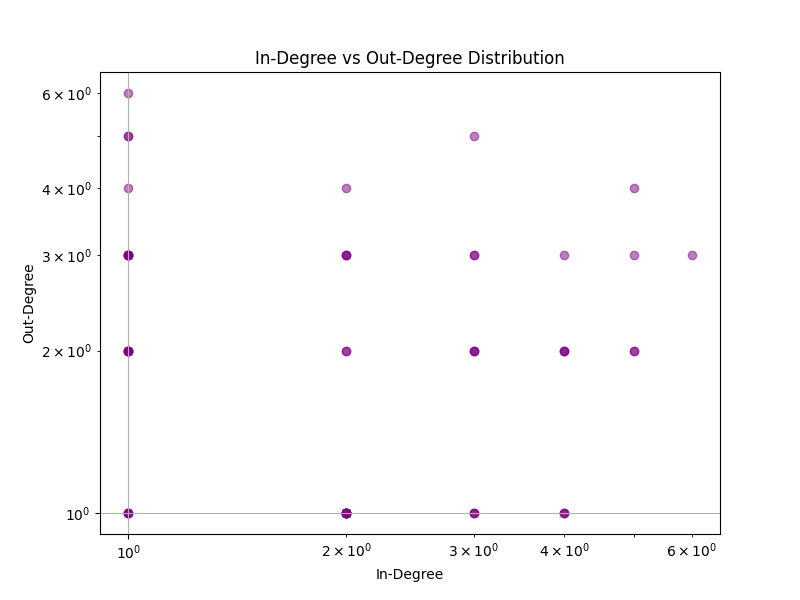 In-Degree vs Out-Degree Distribution
6 × 10⁰
4 × 10⁰
3 × 10⁰
2 × 10⁰
10⁰
Out-Degree
10⁰ 2 × 10⁰ 3 × 10⁰ 4 × 10⁰ 6 × 10⁰
In-Degree